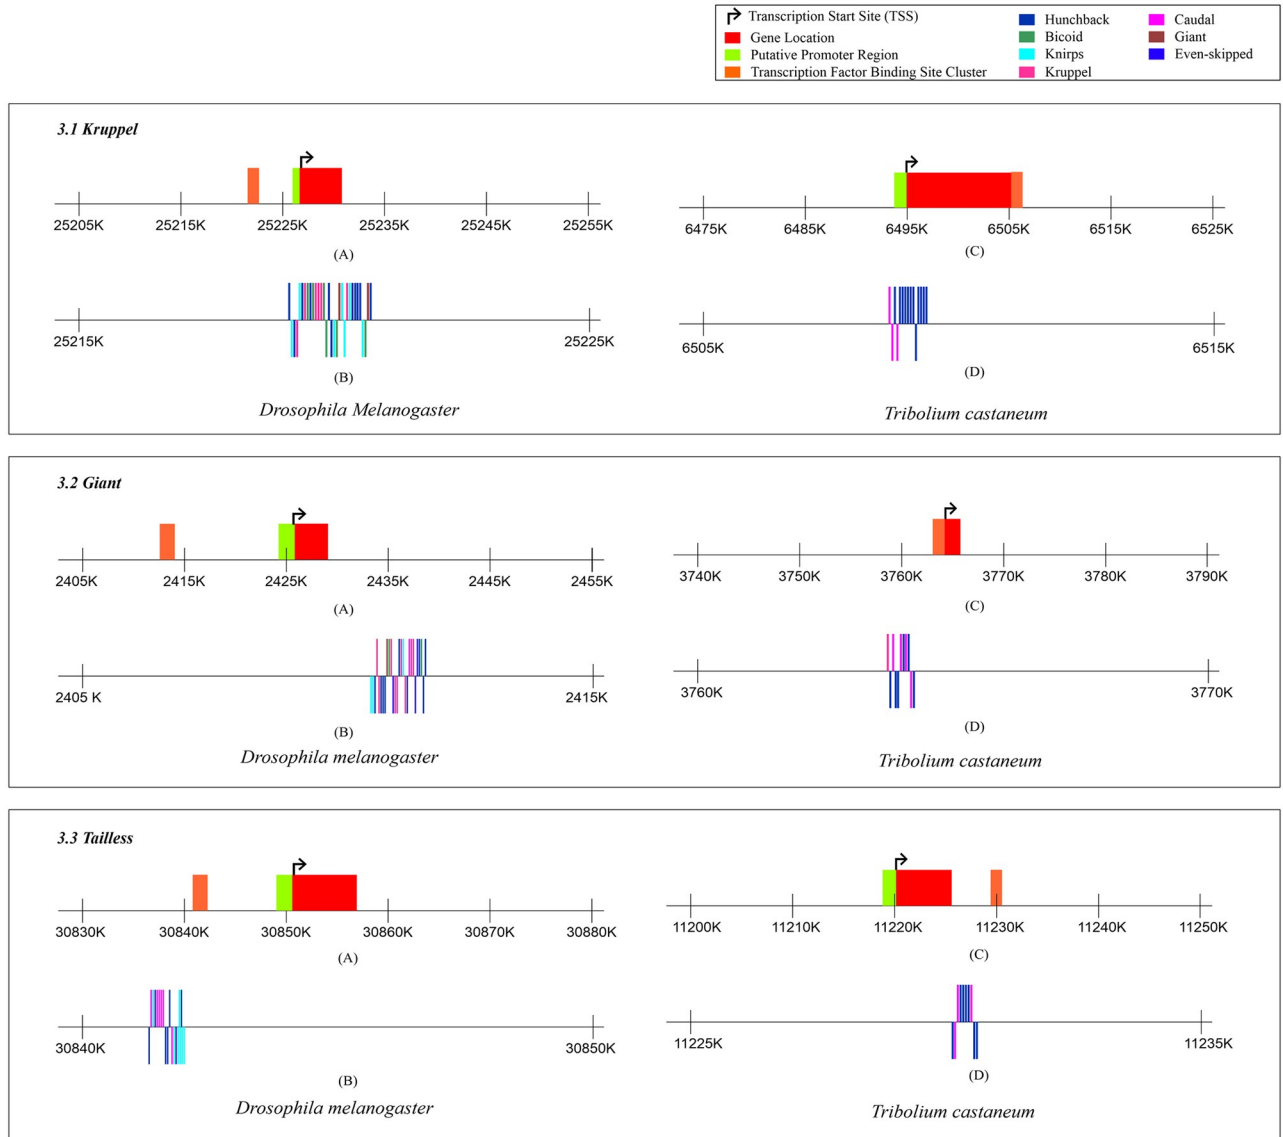 Transcription Start Site (TSS)
Gene Location
Putative Promoter Region
Transcription Factor Binding Site Cluster
Hunchback
Bicoid
Knirps
Kruppel
Caudal
Giant
Even-skipped
3.1 Kruppel
25205K 25215K 25225K 25235K 25245K 25255K
(A)
25215K 25225K
(B)
Drosophila Melanogaster
6475K 6485K 6495K 6505K 6515K 6525K
(C)
6505K 6515K
(D)
Tribolium castaneum
3.2 Giant
2405K 2415K 2425K 2435K 2445K 2455K
(A)
2405 K 2415K
(B)
Drosophila melanogaster
3740K 3750K 3760K 3770K 3780K 3790K
(C)
3760K 3770K
(D)
Tribolium castaneum
3.3 Tailless
30830K 30840K 30850K 30860K 30870K 30880K
(A)
30840K 30850K
(B)
Drosophila melanogaster
11200K 11210K 11220K 11230K 11240K 11250K
(C)
11225K 11235K
(D)
Tribolium castaneum